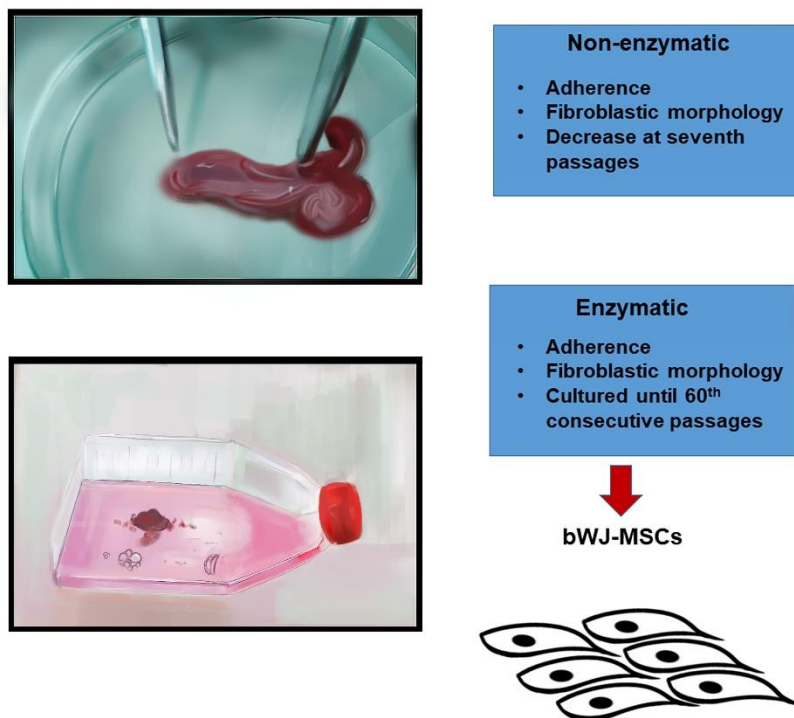 Non-enzymatic
• Adherence
• Fibroblastic morphology
• Decrease at seventh
passages
Enzymatic
• Adherence
• Fibroblastic morphology
• Cultured until 60th
consecutive passages
bWJ-MSCs